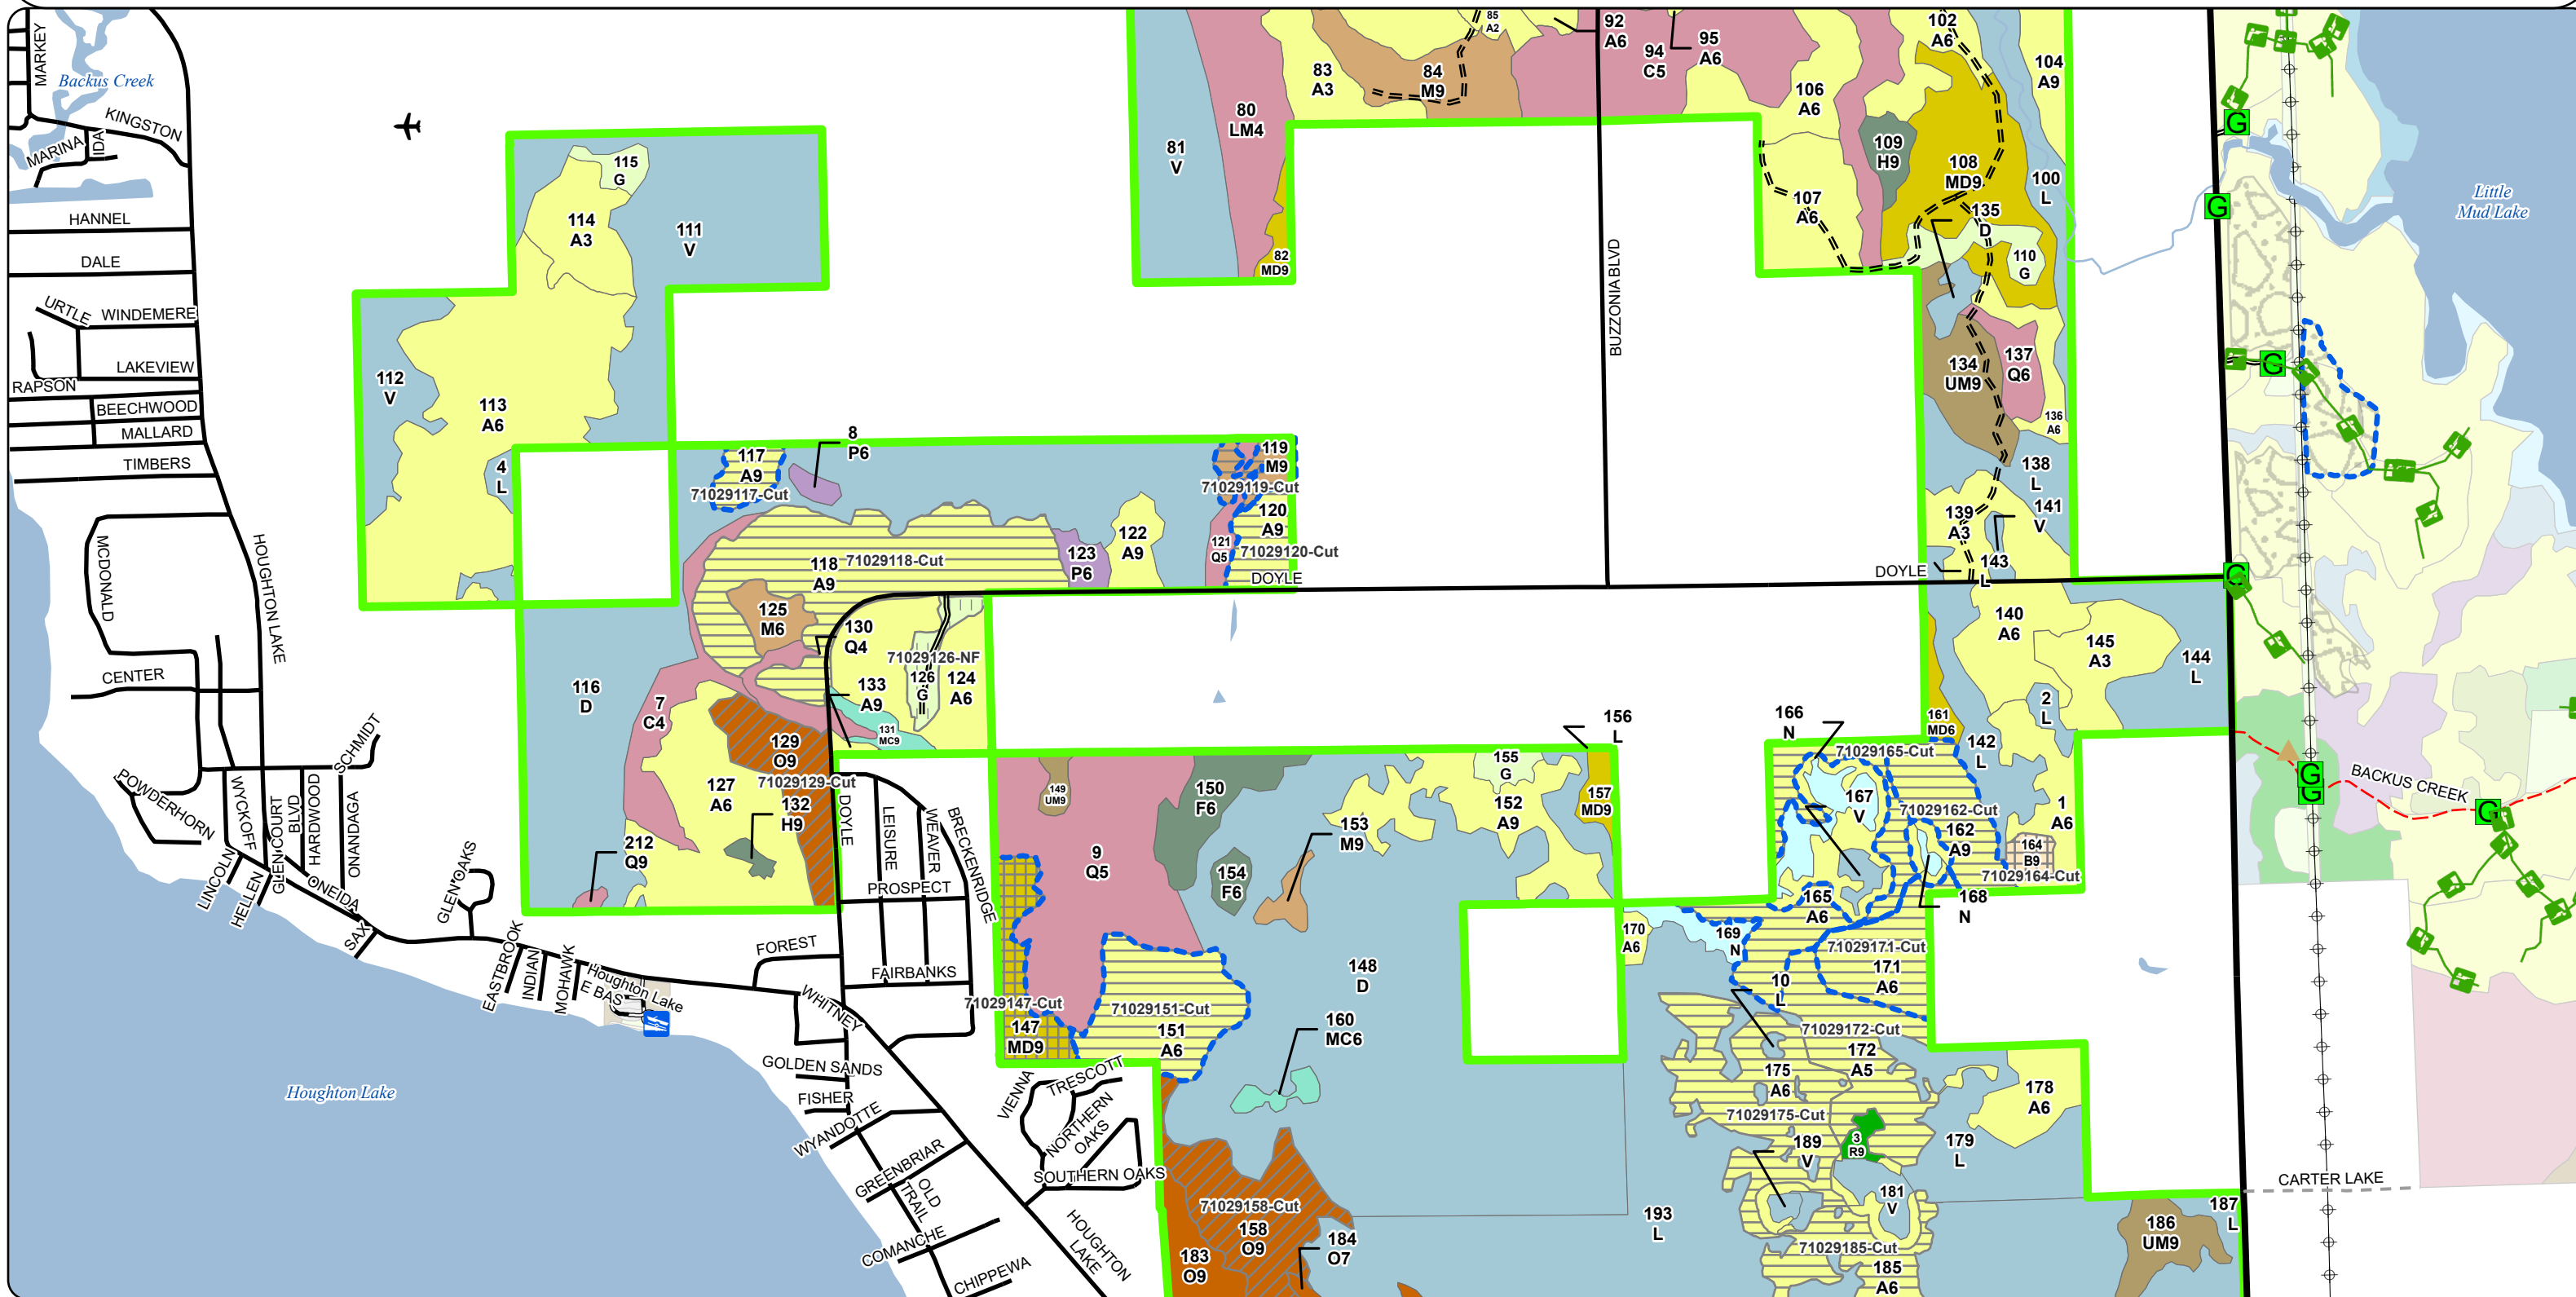 MARKEY
Backus Creek
KINGSTON
MARINA
IDA
HANNEL
DALE
URTLE
WINDEMERE
LAKEVIEW
RAPSON
BEECHWOOD
MALLARD
TIMBERS
MCDONALD
HOUGHTON LAKE
CENTER
SCHMIDT
POWDERHORN
WYCKOFF
GLENCOURT
BLVD
HARDWOOD
ONANDAGA
LINCOLN
HELLEN
ONEIDA
SAX
GLEN OAKS
EASTBROOK
INDIAN
MOHAWK
Houghton Lake
E BAS
Houghton Lake
FOREST
WHITNEY
GOLDEN SANDS
FISHER
WYANDOTTE
GREENBRIAR
OLD
TRAIL
COMANCHE
CHIPPEWA
HOUGHTON
LAKE
DOYLE
LEISURE
WEAVER
BRECKENRIDGE
PROSPECT
FAIRBANKS
VIENNA
TRESCOTT
NORTHERN
OAKS
SOUTHERN OAKS
115
G
114
A3
111
V
112
V
113
A6
4
L
117
A9
71029117-Cut
8
P6
119
M9
71029119-Cut
120
A9
71029120-Cut
121
Q5
122
A9
123
P6
118
A9
71029118-Cut
DOYLE
125
M6
130
Q4
71029126-NF
126
G
124
A6
133
A9
131
MC9
116
D
7
C4
129
O9
71029129-Cut
127
A6
132
H9
212
Q9
81
V
80
LM4
82
MD9
83
A3
84
M9
85
A2
92
A6
94
C5
95
A6
BUZZONIA BLVD
102
A6
104
A9
106
A6
109
H9
108
MD9
100
L
107
A6
135
D
110
G
134
UM9
137
Q6
136
A6
138
L
141
V
139
A3
143
L
DOYLE
140
A6
145
A3
144
L
2
L
161
MD6
142
L
1
A6
149
UM9
150
F6
9
Q5
154
F6
153
M9
155
G
152
A9
156
L
157
MD9
148
D
71029147-Cut
147
MD9
71029151-Cut
151
A6
160
MC6
71029158-Cut
158
O9
183
O9
184
O7
166
N
71029165-Cut
167
V
71029162-Cut
162
A9
164
B9
71029164-Cut
165
A6
168
N
170
A6
169
N
71029171-Cut
171
A6
10
L
71029172-Cut
172
A5
175
A6
71029175-Cut
3
R9
189
V
178
A6
179
L
181
V
193
L
71029185-Cut
185
A6
186
UM9
187
L
Little
Mud Lake
G
G
G
G
G
G
G
BACKUS CREEK
CARTER LAKE